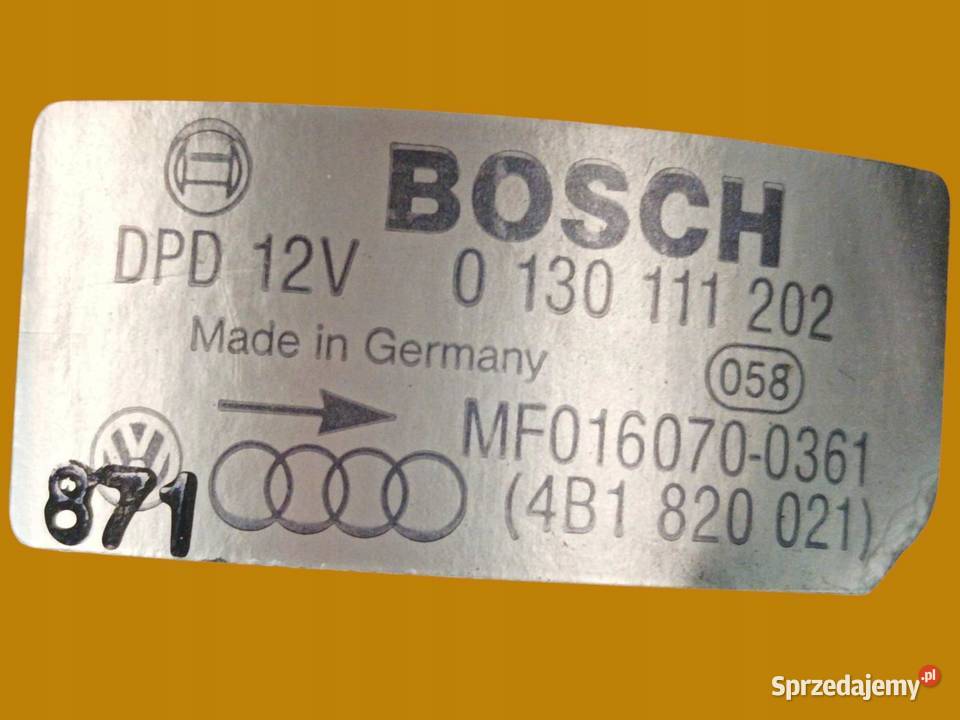 BOSCH
DPD 12V 0 130 111 202
Made in Germany
058
MF016070-0361
871
(4B1 820 021)
Sprzedajemy.pl